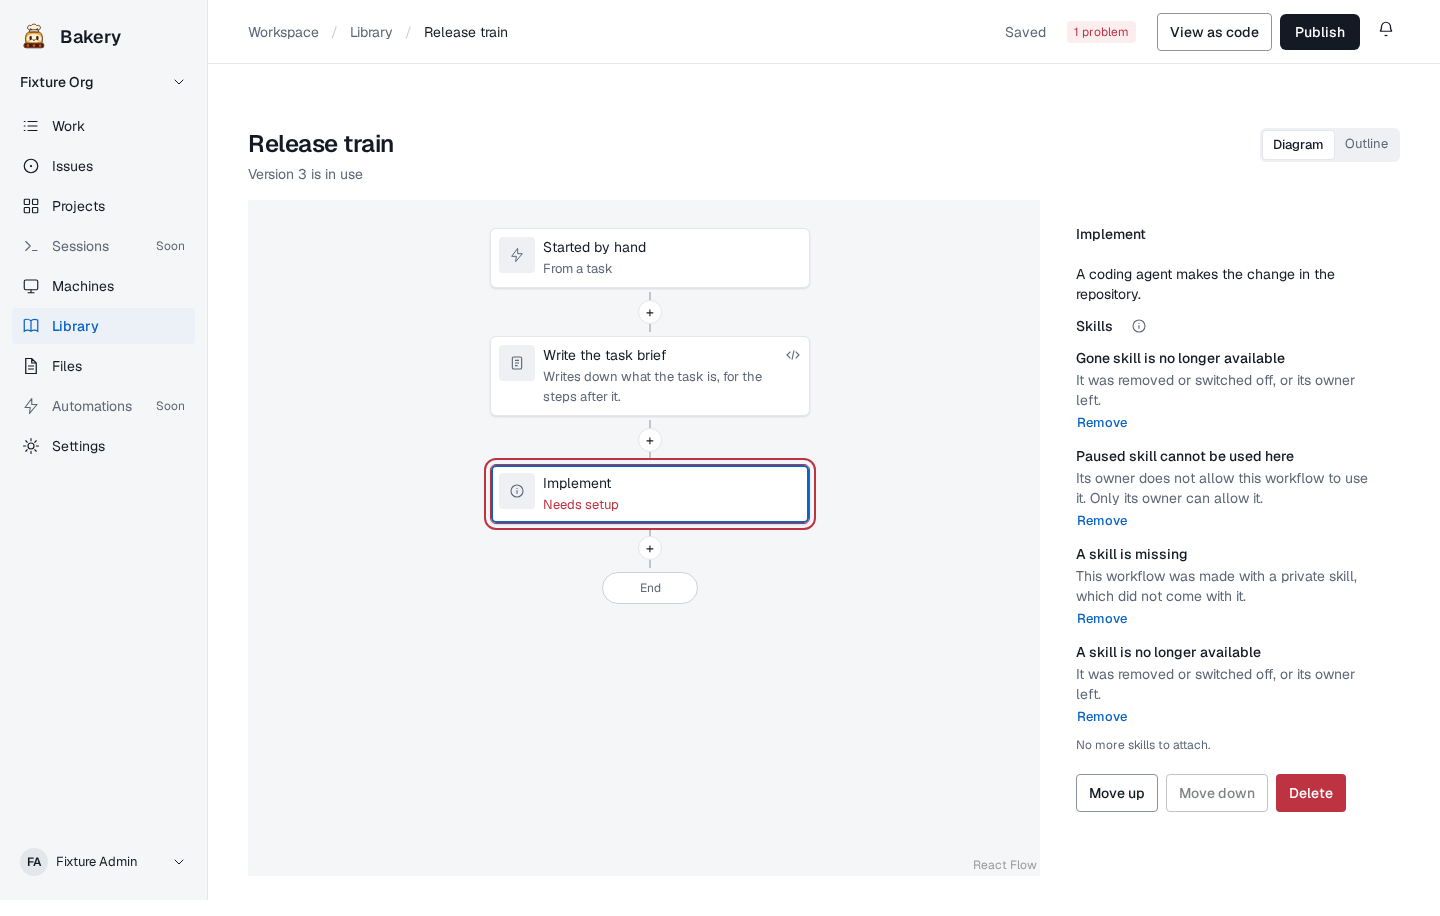 Bakery
Fixture Org
Work
Issues
Projects
Sessions Soon
Machines
Library
Files
Automations Soon
Settings
FA Fixture Admin
Workspace / Library / Release train
Saved
1 problem
View as code
Publish
Release train
Version 3 is in use
Diagram
Outline
Started by hand
From a task
+
Write the task brief
Writes down what the task is, for the
steps after it.
+
Implement
Needs setup
+
End
React Flow
Implement
A coding agent makes the change in the
repository.
Skills
Gone skill is no longer available
It was removed or switched off, or its owner
left.
Remove
Paused skill cannot be used here
Its owner does not allow this workflow to use
it. Only its owner can allow it.
Remove
A skill is missing
This workflow was made with a private skill,
which did not come with it.
Remove
A skill is no longer available
It was removed or switched off, or its owner
left.
Remove
No more skills to attach.
Move up
Move down
Delete